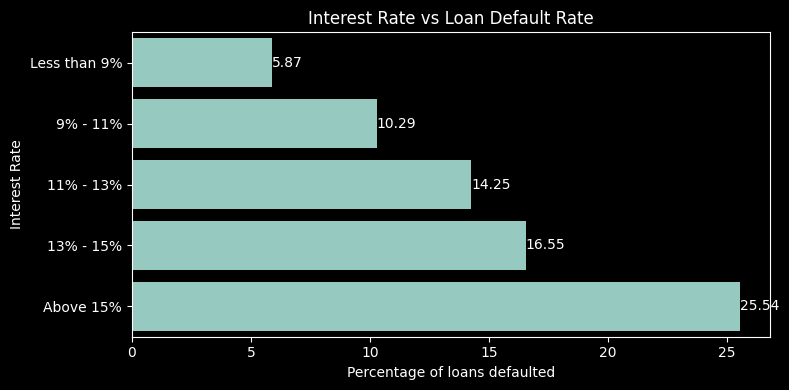 Interest Rate vs Loan Default Rate
Interest Rate
Less than 9%
5.87
9% - 11%
10.29
11% - 13%
14.25
13% - 15%
16.55
Above 15%
25.54
0 5 10 15 20 25
Percentage of loans defaulted